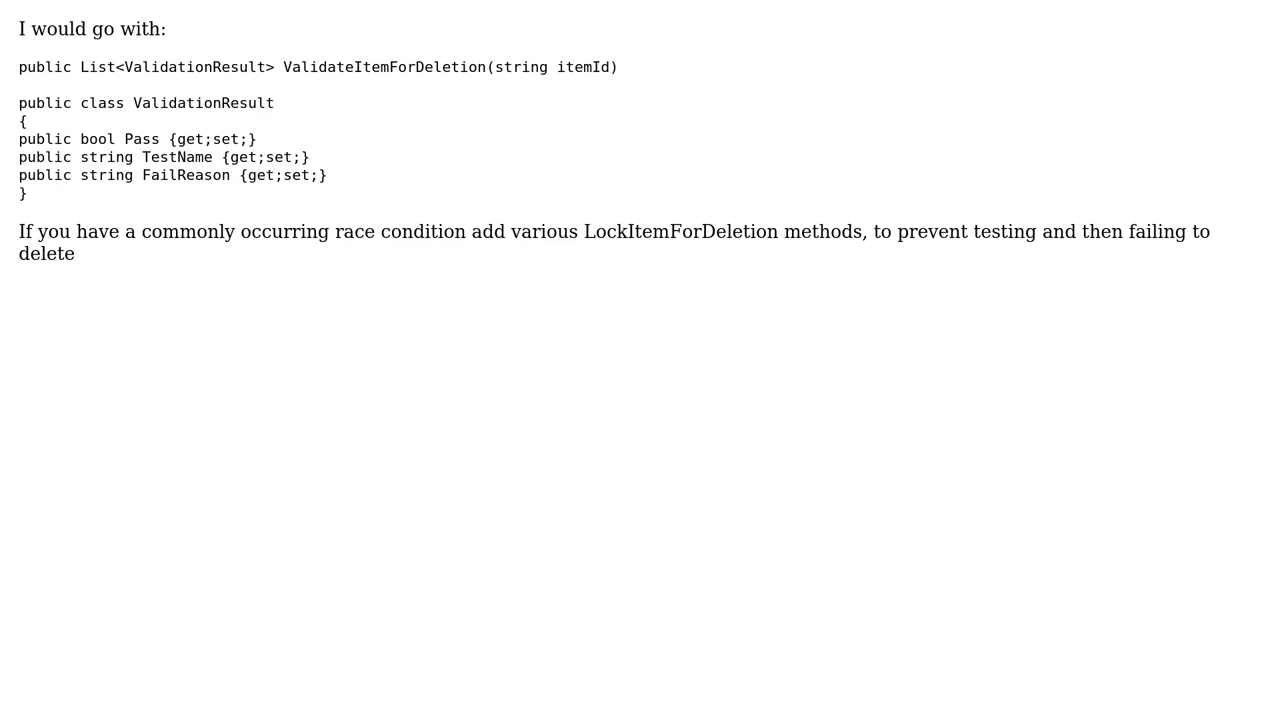 I would go with:
public List<ValidationResult> ValidateItemForDeletion(string itemId)
public class ValidationResult
{
public bool Pass {get;set;}
public string TestName {get;set;}
public string FailReason {get;set;}
}
If you have a commonly occurring race condition add various LockItemForDeletion methods, to prevent testing and then failing to
delete